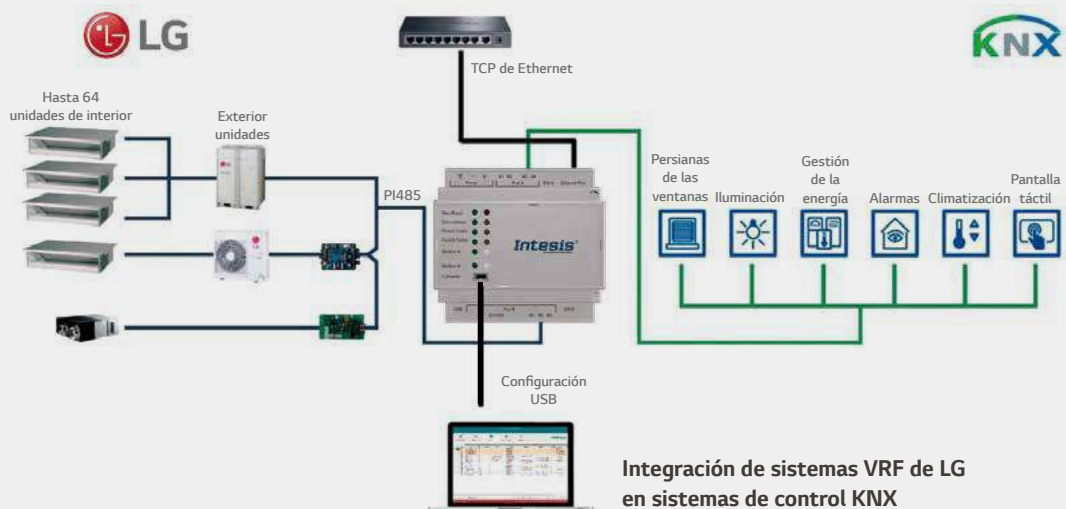 LG
KNX
TCP de Ethernet
Hasta 64
unidades de interior
Exterior
unidades
PI485
Intesis
Persianas
de las
ventanas
Iluminación
Gestión
de la
energía
Alarmas
Climatización
Pantalla
táctil
Configuración
USB
Integración de sistemas VRF de LG
en sistemas de control KNX